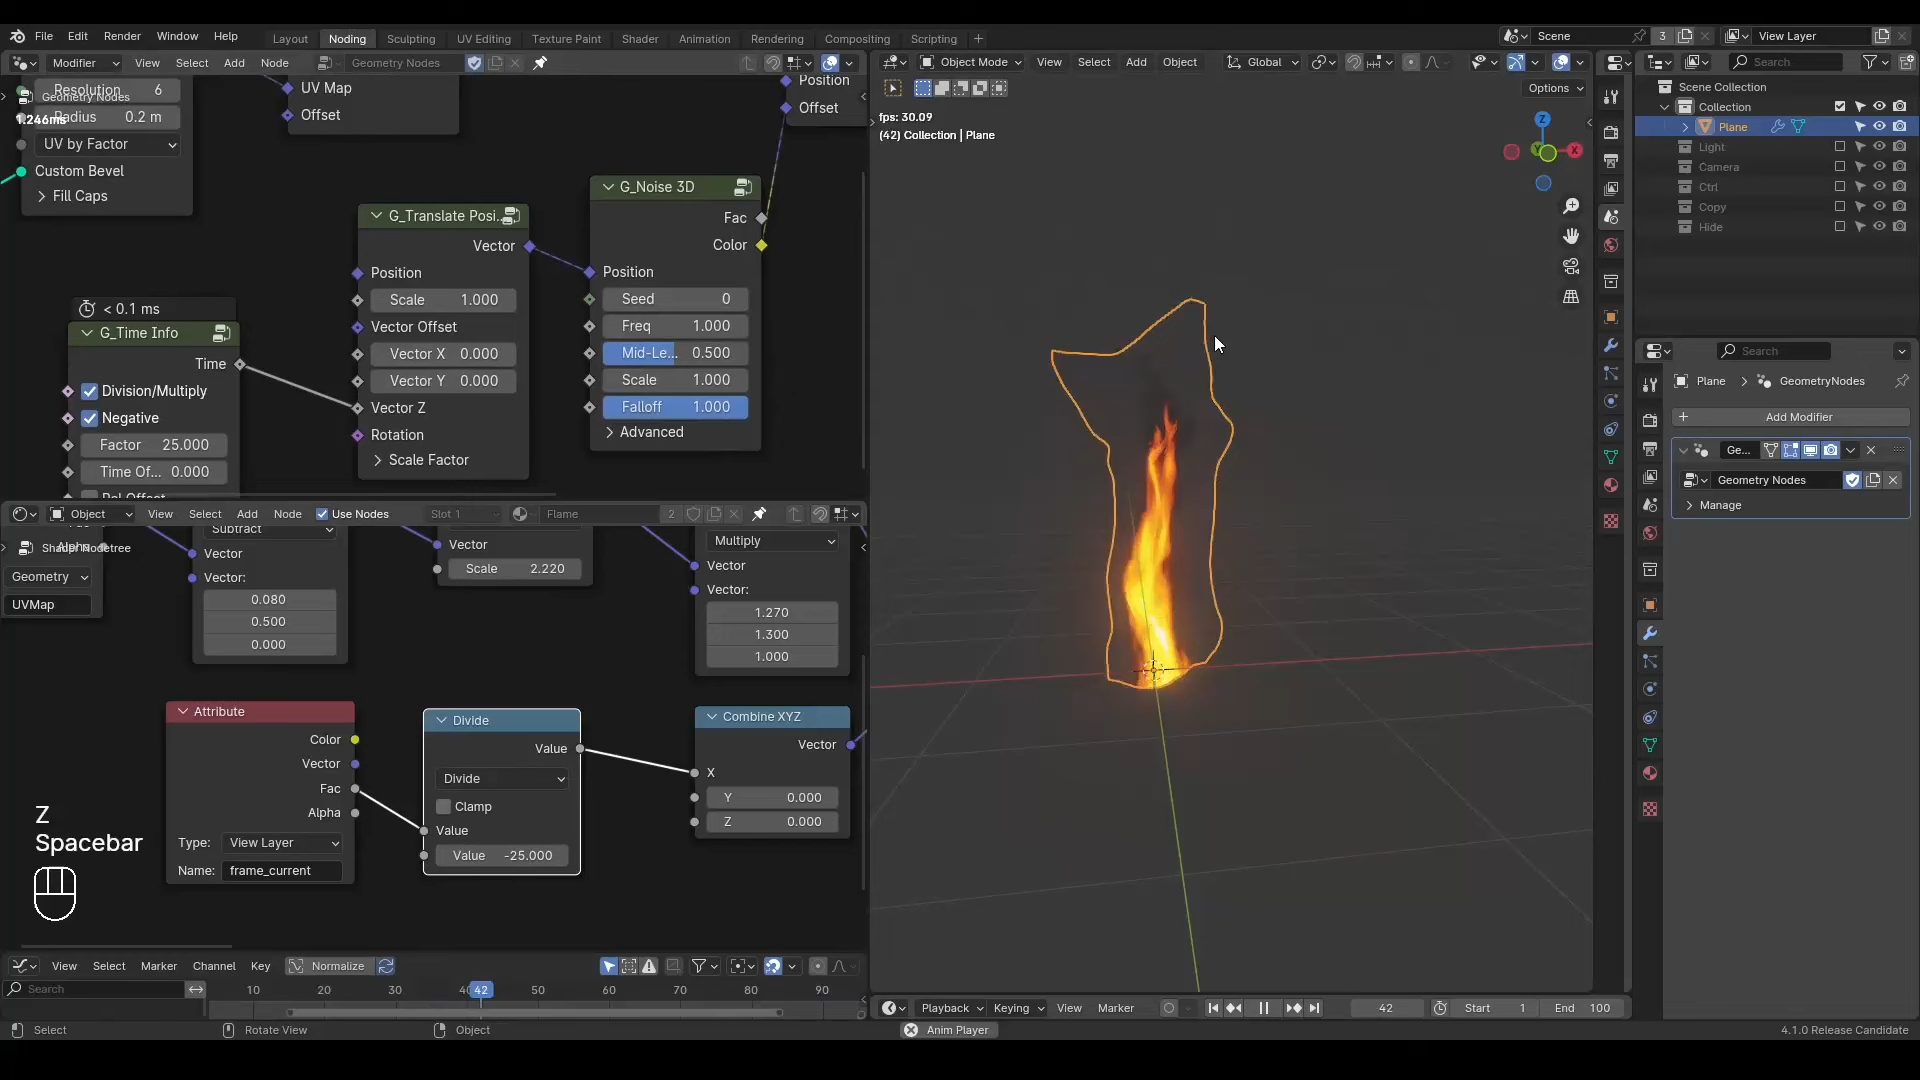 File Edit Render Window Help
Layout Noding Sculpting UV Editing Texture Paint Shader Animation Rendering Compositing Scripting +
Scene 3 View Layer
Modifier View Select Add Node Geometry Nodes
Object Mode View Select Add Object Global
Search
Options
Scene Collection
Collection
Plane
Light
Camera
Ctrl
Copy
Hide
Resolution 6
Geometry Nodes
1.246ms
Radius 0.2 m
UV by Factor
Custom Bevel
Fill Caps
UV Map
Offset
Position
Offset
fps: 30.09
(42) Collection | Plane
Z
X
Y
G_Translate Posi...
Vector
Position
Scale 1.000
Vector Offset
Vector X 0.000
Vector Y 0.000
Vector Z
Rotation
Scale Factor
G_Noise 3D
Fac
Color
Position
Seed 0
Freq 1.000
Mid-Le... 0.500
Scale 1.000
Falloff 1.000
Advanced
< 0.1 ms
G_Time Info
Time
Division/Multiply
Negative
Factor 25.000
Time Of... 0.000
Search
Plane > GeometryNodes
Add Modifier
Ge...
Geometry Nodes
Manage
Object View Select Add Node Use Nodes Slot 1 Flame 2
Alpha
Shader Nodetree
Geometry
UVMap
Subtract
Vector
Vector:
0.080
0.500
0.000
Vector
Scale 2.220
Multiply
Vector
Vector:
1.270
1.300
1.000
Attribute
Color
Vector
Fac
Alpha
Type: View Layer
Name: frame_current
Divide
Value
Divide
Clamp
Value
Value -25.000
Combine XYZ
Vector
X
Y 0.000
Z 0.000
Z
Spacebar
View Select Marker Channel Key Normalize
Search
10 20 30 40 42 50 60 70 80 90
Playback Keying View Marker 42 Start 1 End 100
Select Rotate View Object Anim Player 4.1.0 Release Candidate